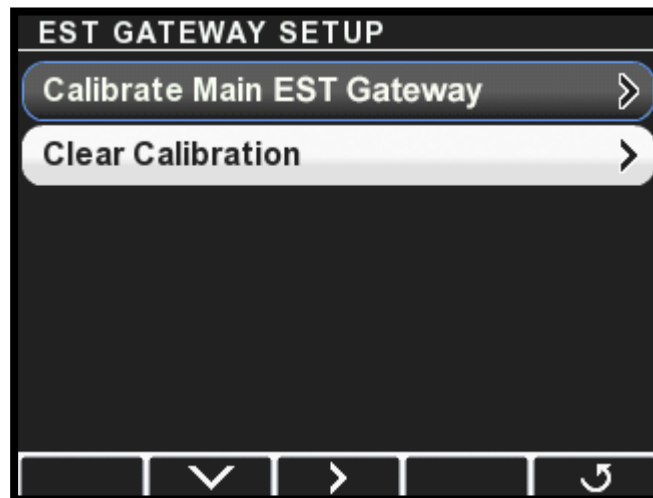 EST GATEWAY SETUP
Calibrate Main EST Gateway
Clear Calibration